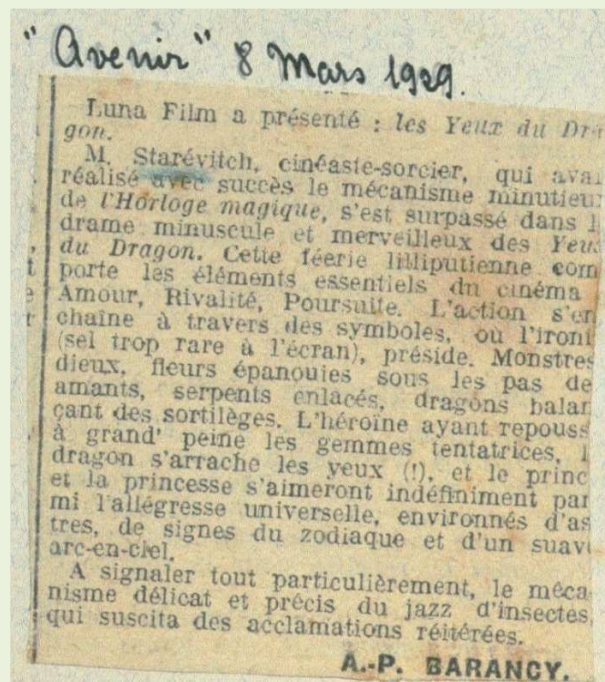 "Avenir" 8 Mars 1929.
Luna Film a présenté : les Yeux du Dra
gon.
M. Starévitch, cinéaste-sorcier, qui avai
réalisé avec succès le mécanisme minutieu
de l'Horloge magique, s'est surpassé dans l
drame minuscule et merveilleux des Yeu
du Dragon. Cette féerie lilliputienne com
porte les éléments essentiels du cinéma
Amour, Rivalité, Poursuite. L'action s'en
chaîne à travers des symboles, où l'ironi
(sel trop rare à l'écran), préside. Monstres
dieux, fleurs épanouies sous les pas de
amants, serpents enlacés, dragons balan
çant des sortilèges. L'héroïne ayant repouss
à grand' peine les gemmes tentatrices, l
dragon s'arrache les yeux (!), et le princ
et la princesse s'aimeront indéfiniment par
mi l'allégresse universelle, environnés d'as
tres, de signes du zodiaque et d'un suav
arc-en-ciel.
A signaler tout particulièrement, le méca
nisme délicat et précis du jazz d'insectes,
qui suscita des acclamations réitérées.
A.-P. BARANCY.